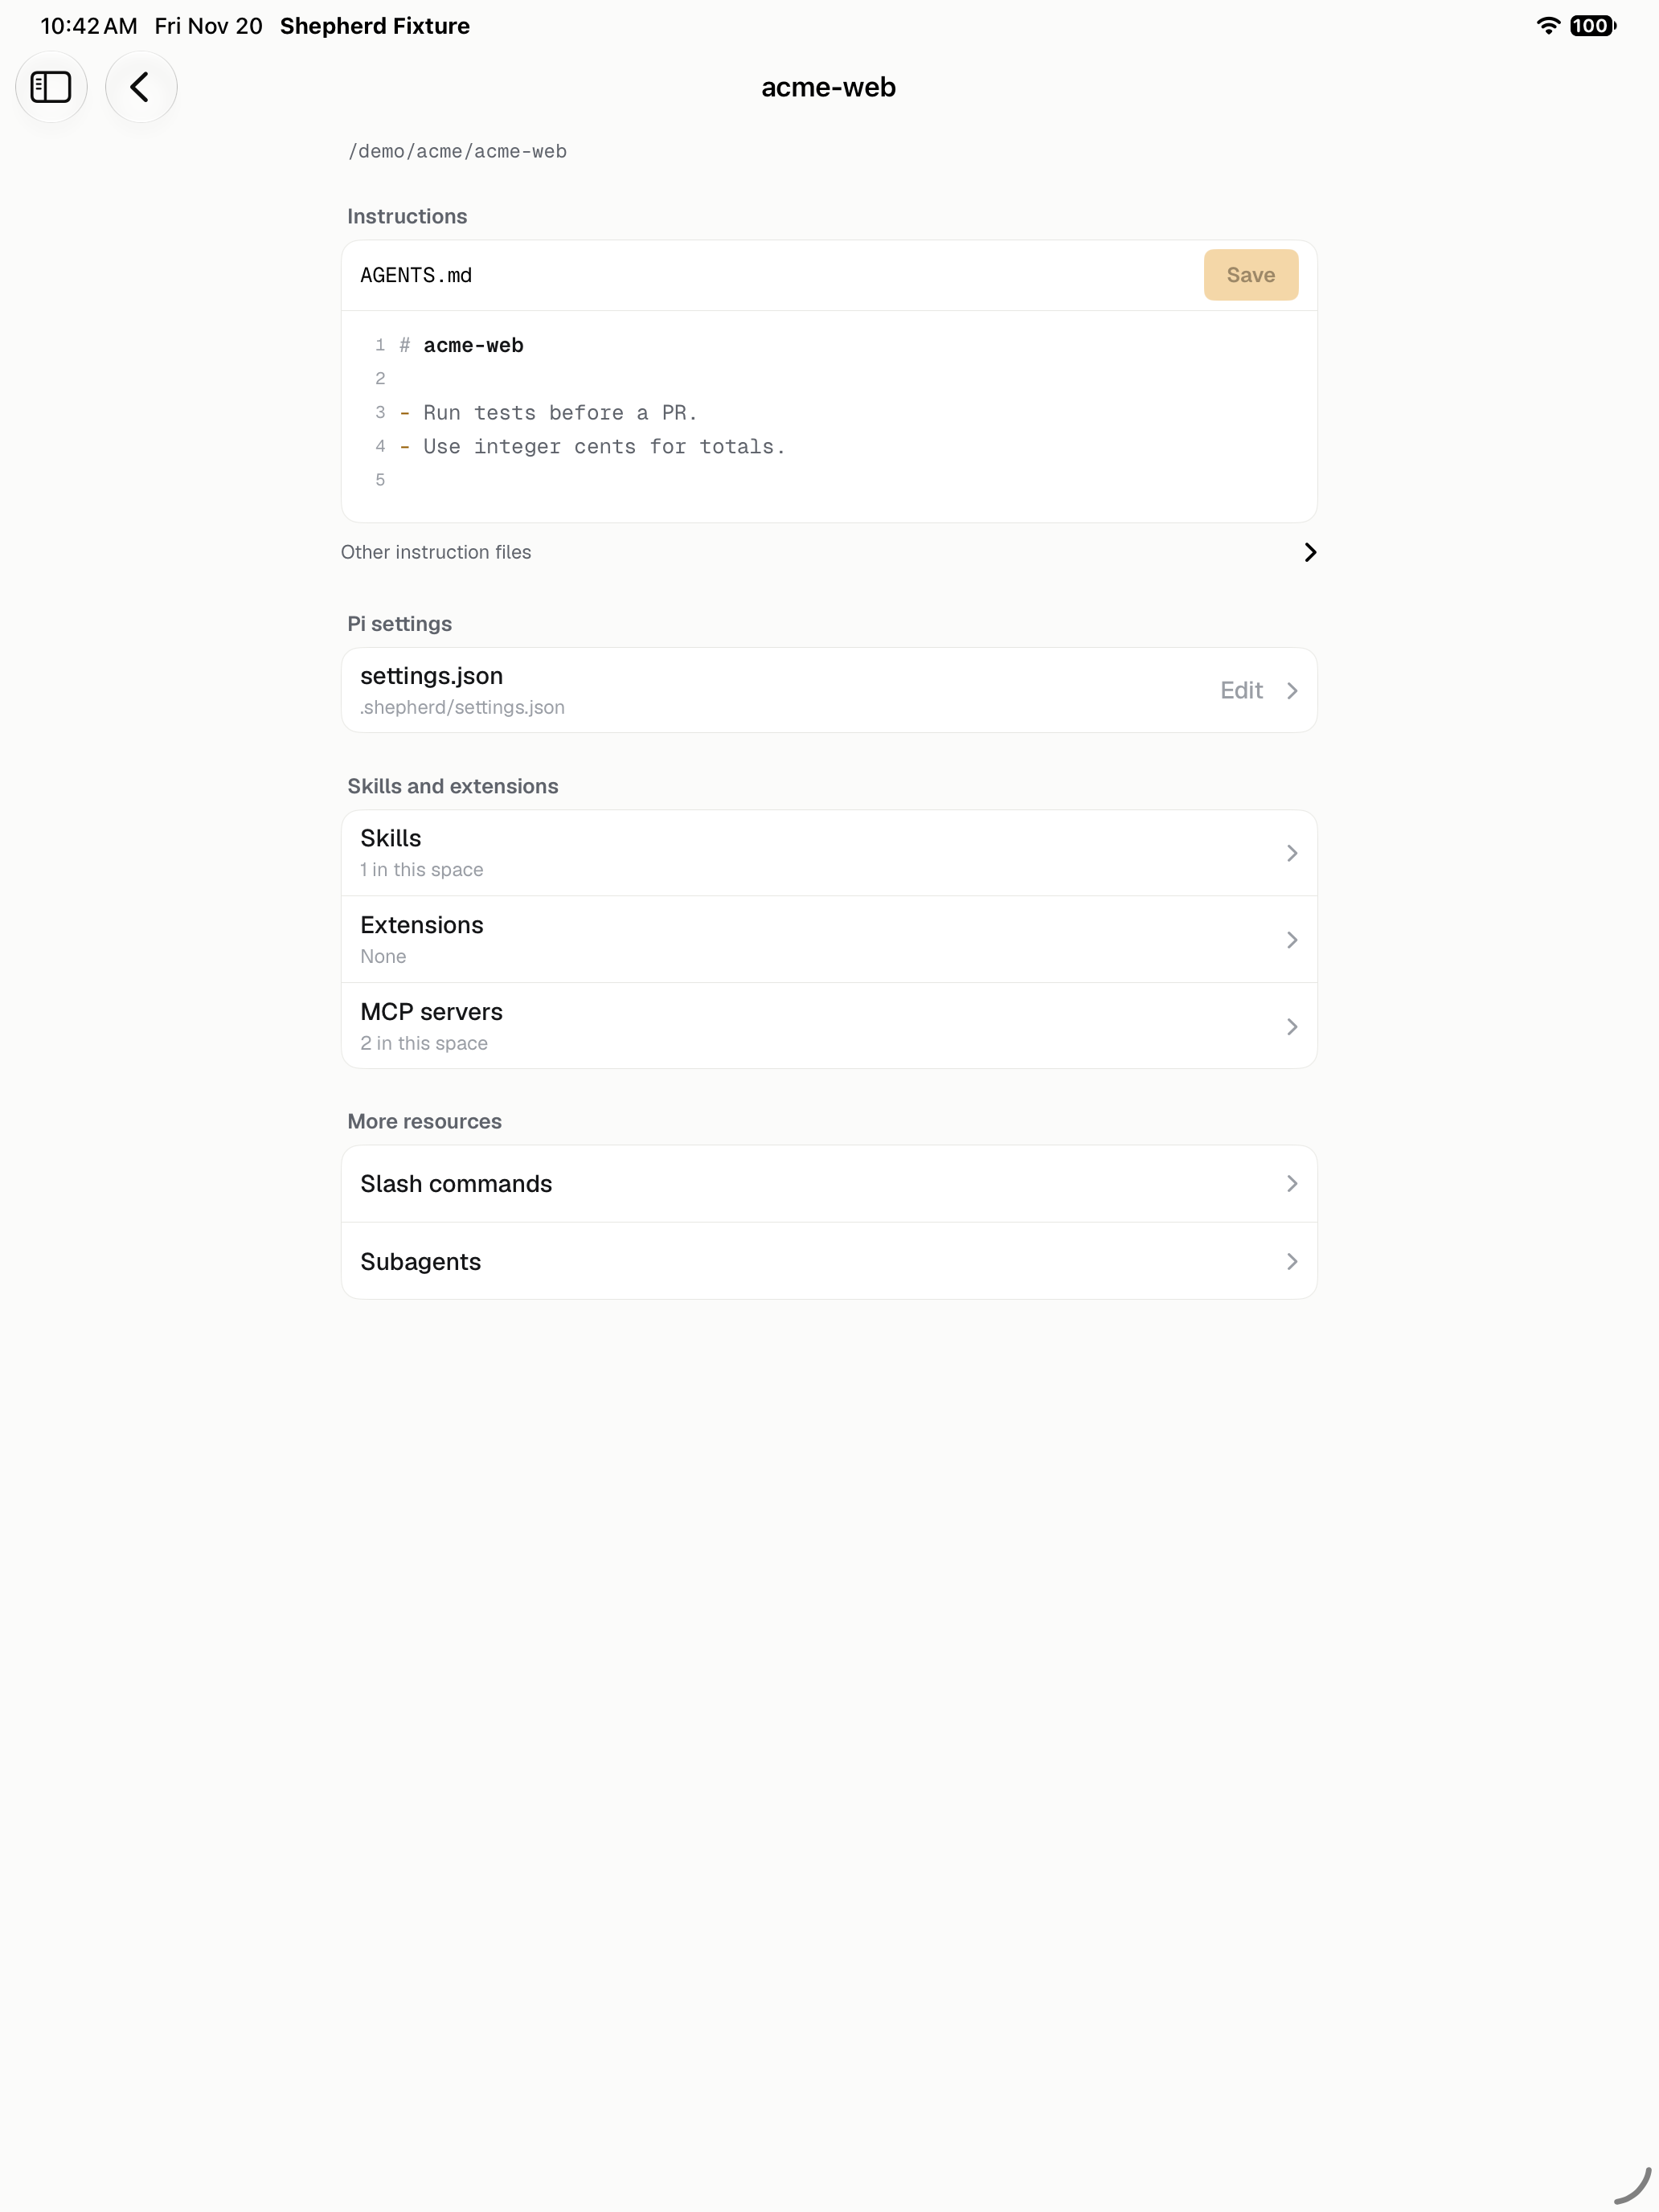 10:42 AM Fri Nov 20 Shepherd Fixture 100
acme-web
/demo/acme/acme-web
Instructions
AGENTS.md Save
1 # acme-web
2
3 - Run tests before a PR.
4 - Use integer cents for totals.
5
Other instruction files
Pi settings
settings.json
.shepherd/settings.json
Edit
Skills and extensions
Skills
1 in this space
Extensions
None
MCP servers
2 in this space
More resources
Slash commands
Subagents